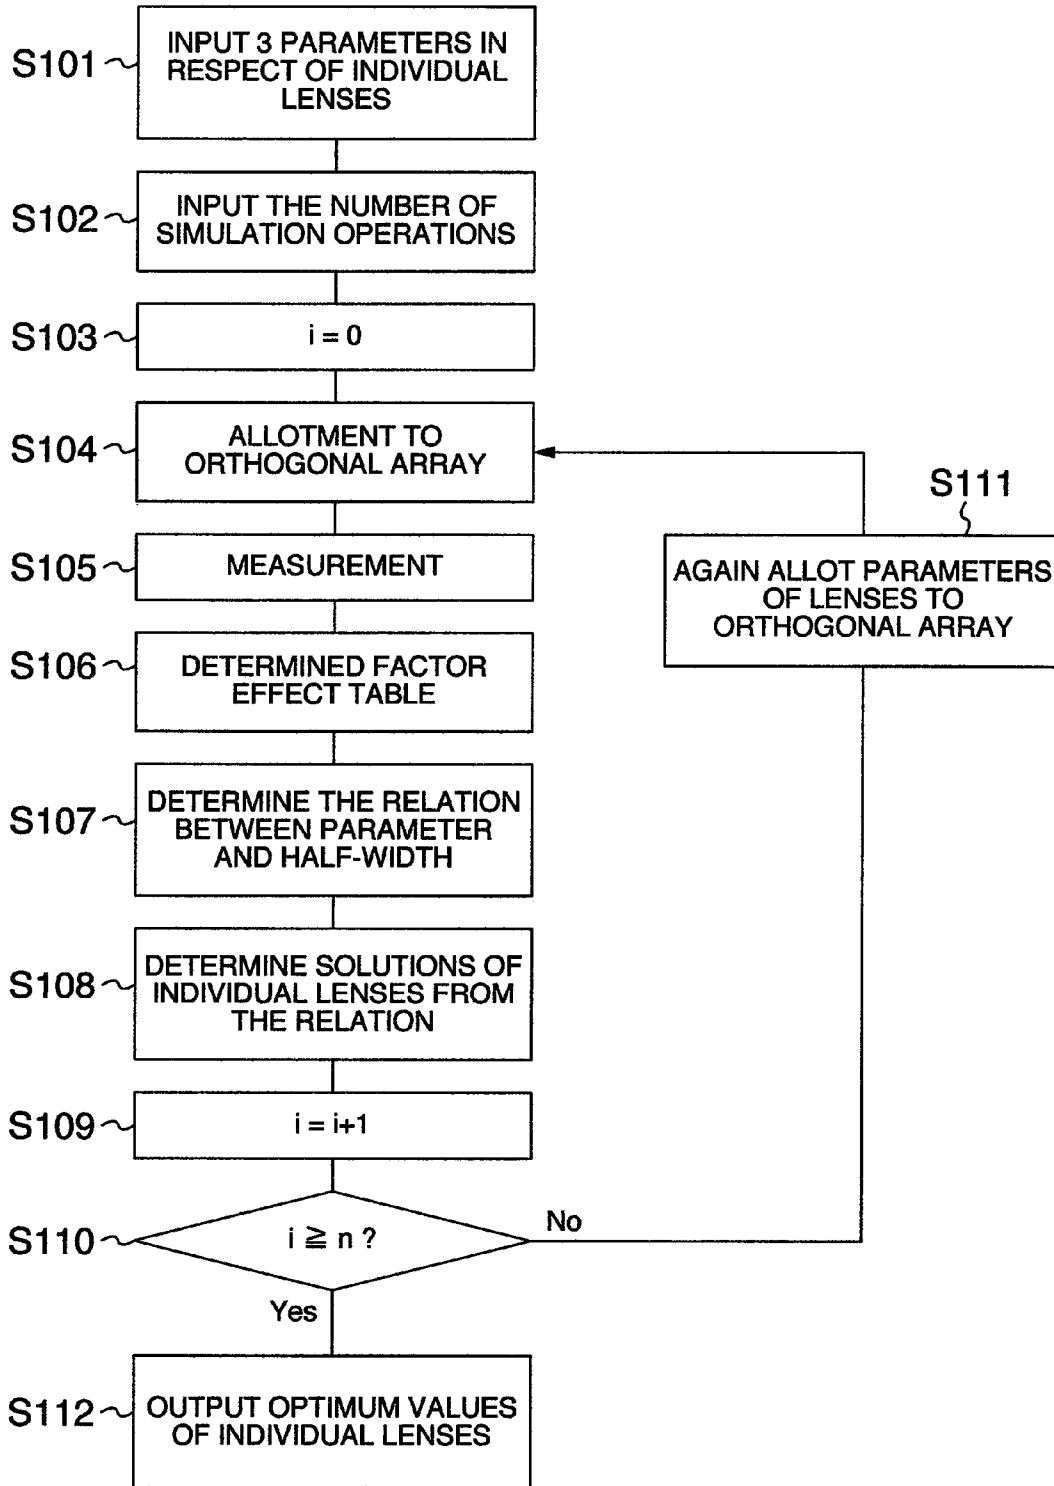 S101
INPUT 3 PARAMETERS IN
RESPECT OF INDIVIDUAL
LENSES
S102
INPUT THE NUMBER OF
SIMULATION OPERATIONS
S103
i = 0
S104
ALLOTMENT TO
ORTHOGONAL ARRAY
S105
MEASUREMENT
S106
DETERMINED FACTOR
EFFECT TABLE
S107
DETERMINE THE RELATION
BETWEEN PARAMETER
AND HALF-WIDTH
S108
DETERMINE SOLUTIONS OF
INDIVIDUAL LENSES FROM
THE RELATION
S109
i = i+1
S110
i ≧ n ?
No
S111
AGAIN ALLOT PARAMETERS
OF LENSES TO
ORTHOGONAL ARRAY
Yes
S112
OUTPUT OPTIMUM VALUES
OF INDIVIDUAL LENSES